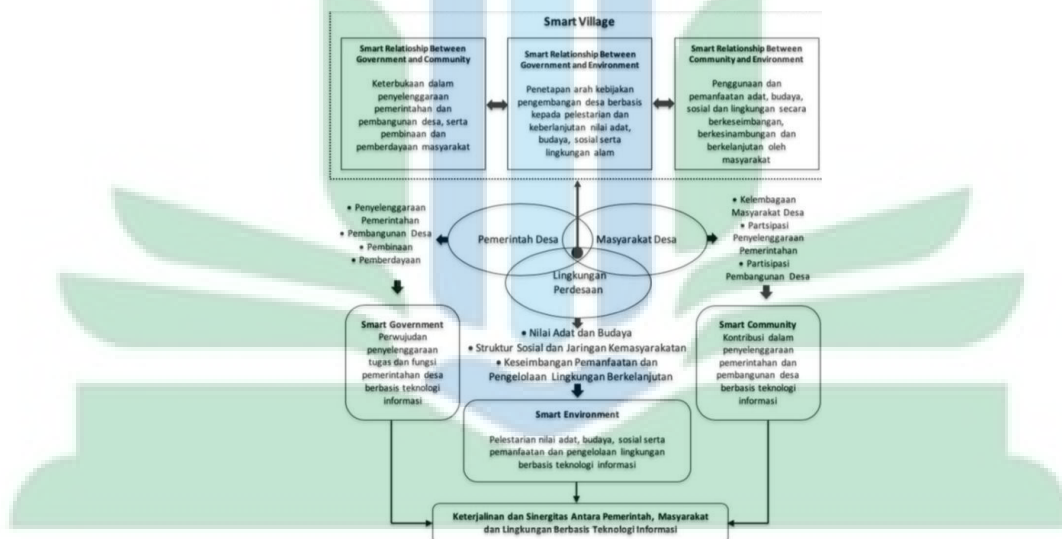 Smart Village
Smart Relatioship Between
Government and Community
Keterbukaan dalam
penyelenggaraan
pemerintahan dan
pembangunan desa, serta
pembinaan dan
pemberdayaan masyarakat
Smart Relationship Between
Government and Environment
Penetapan arah kebijakan
pengembangan desa berbasis
kepada pelestarian dan
keberlanjutan nilai adat,
budaya, sosial serta
lingkungan alam
Smart Relationship Between
Community and Environment
Penggunaan dan
pemanfaatan adat, budaya,
sosial dan lingkungan secara
berkeseimbangan,
berkesinambungan dan
berkelanjutan oleh
masyarakat
• Penyelenggaraan
Pemerintahan
• Pembangunan Desa
• Pembinaan
• Pemberdayaan
Pemerintah Desa
Masyarakat Desa
Lingkungan
Perdesaan
• Kelembagaan
Masyarakat Desa
• Partsipasi
Penyelenggaraan
Pemerintahan
• Partisipasi
Pembangunan Desa
Smart Government
Perwujudan
penyelenggaraan
tugas dan fungsi
pemerintahan desa
berbasis teknologi
informasi
• Nilai Adat dan Budaya
• Struktur Sosial dan Jaringan Kemasyarakatan
• Keseimbangan Pemanfaatan dan
Pengelolaan Lingkungan Berkelanjutan
Smart Community
Kontribusi dalam
penyelenggaraan
pemerintahan dan
pembangunan desa
berbasis teknologi
informasi
Smart Environment
Pelestarian nilai adat, budaya, sosial serta
pemanfaatan dan pengelolaan lingkungan
berbasis teknologi informasi
Keterjalinan dan Sinergitas Antara Pemerintah, Masyarakat
dan Lingkungan Berbasis Teknologi Informasi